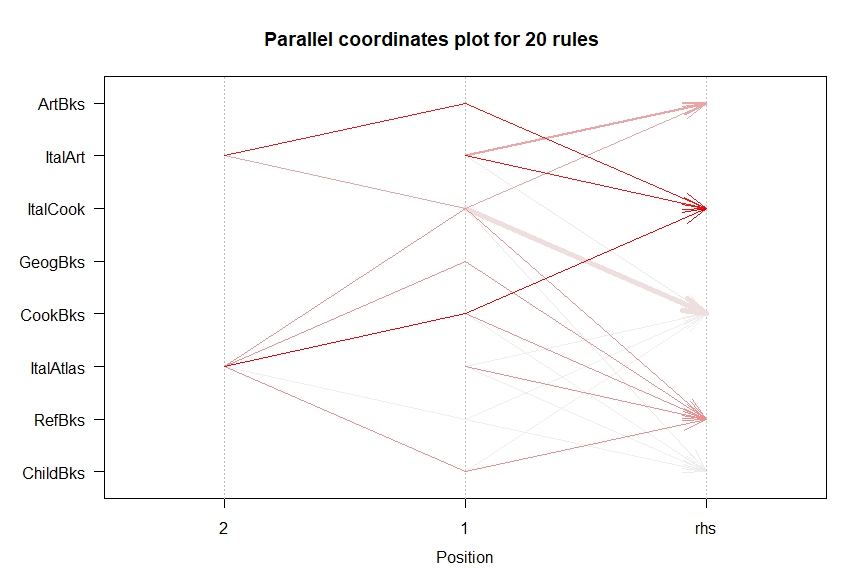 Parallel coordinates plot for 20 rules
ArtBks
ItalArt
ItalCook
GeogBks
CookBks
ItalAtlas
RefBks
ChildBks
2 1 rhs
Position